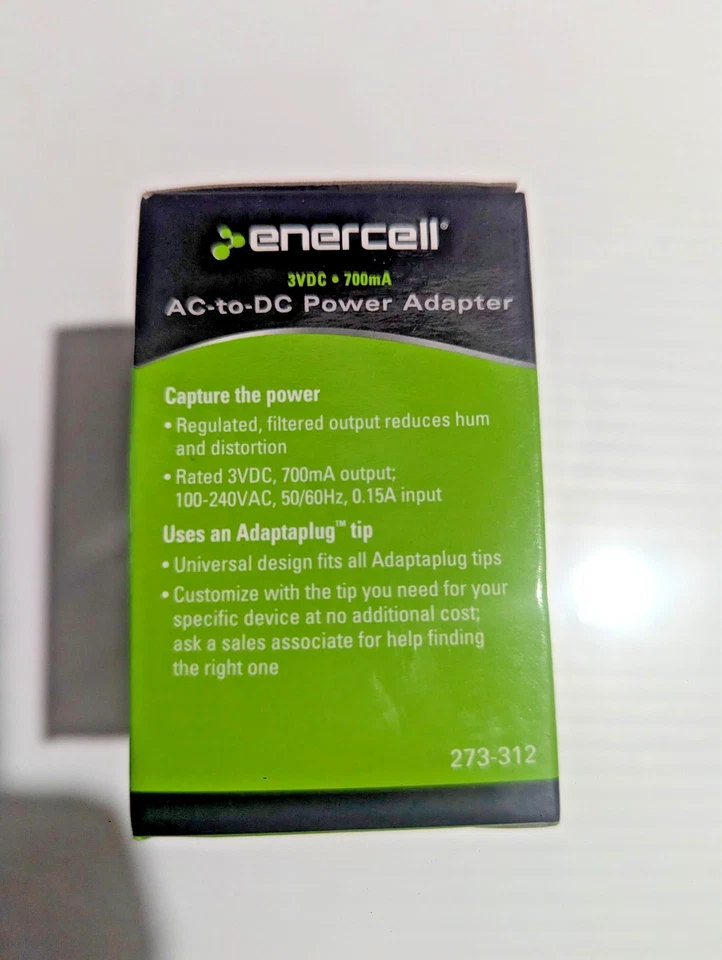 enercell®
3VDC • 700mA
AC-to-DC Power Adapter
Capture the power
• Regulated, filtered output reduces hum
and distortion
• Rated 3VDC, 700mA output;
100-240VAC, 50/60Hz, 0.15A input
Uses an Adaptaplug™ tip
• Universal design fits all Adaptaplug tips
• Customize with the tip you need for your
specific device at no additional cost;
ask a sales associate for help finding
the right one
273-312